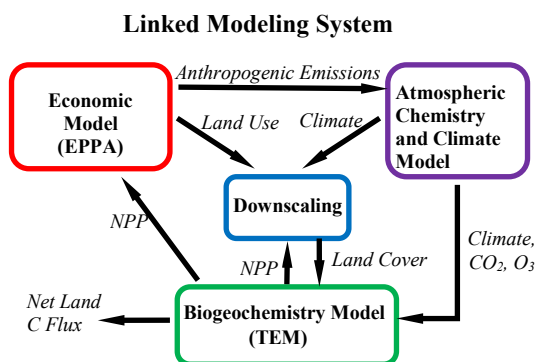 Linked Modeling System
Anthropogenic Emissions
Economic
Model
(EPPA)
Atmospheric
Chemistry
and Climate
Model
Land Use
Climate
Downscaling
NPP
NPP
Land Cover
Climate,
CO₂, O₃
Net Land
C Flux
Biogeochemistry Model
(TEM)